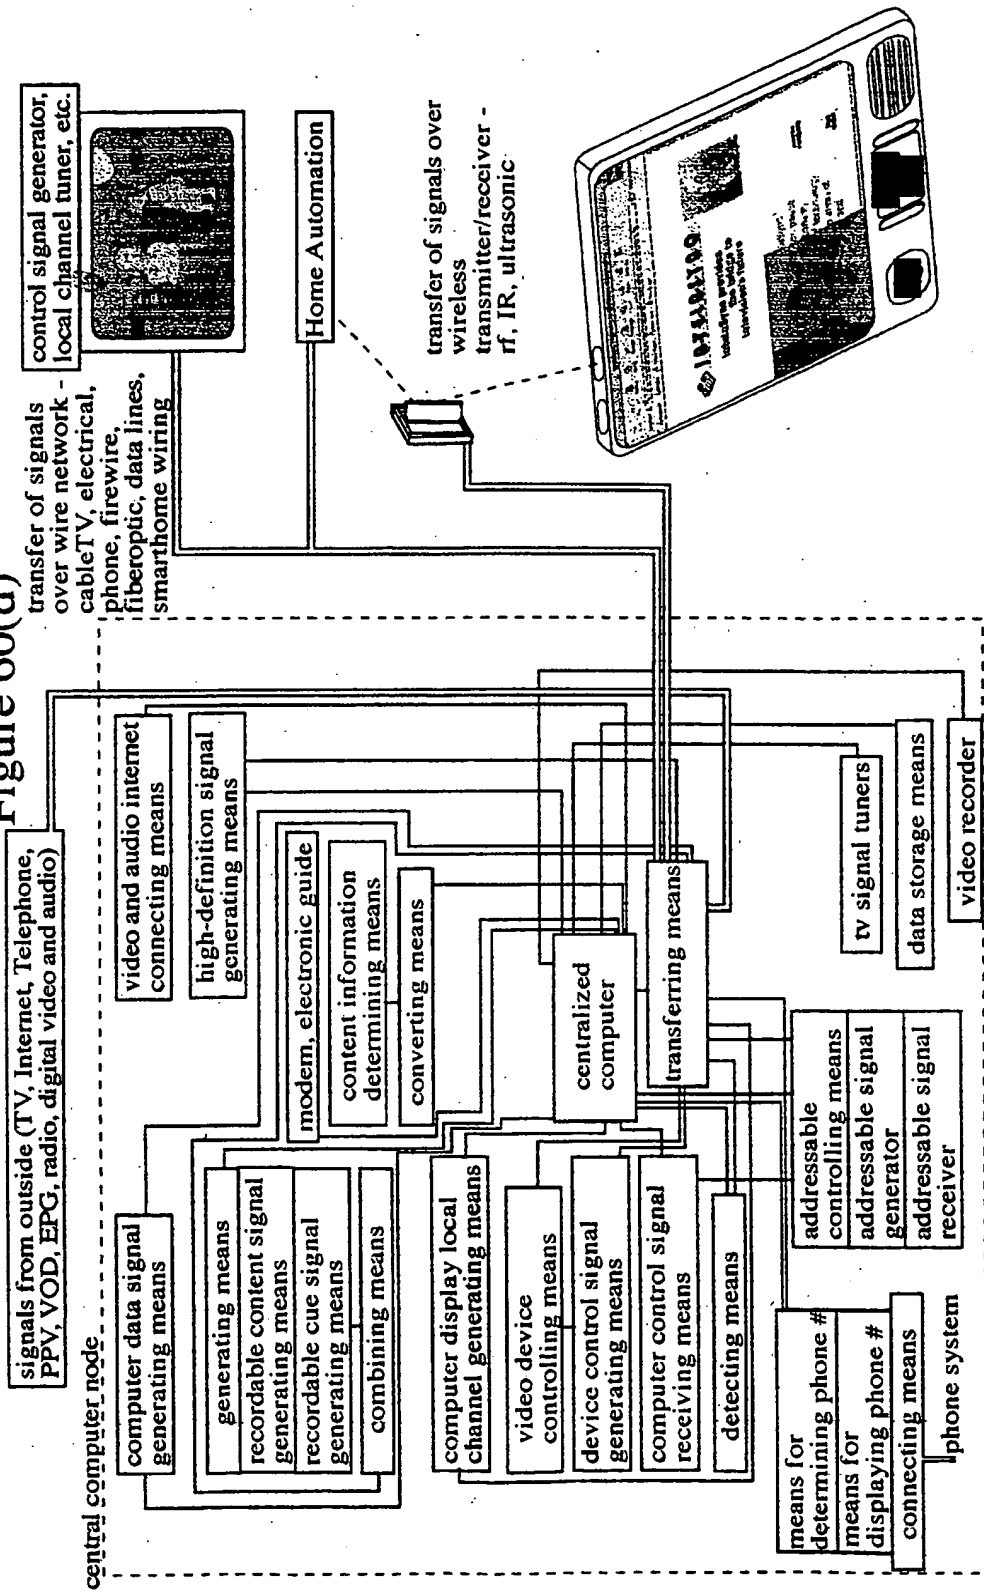 Figure 60(d)
signals from outside (TV, Internet, Telephone,
PPV, VOD, EPG, radio, digital video and audio)
transfer of signals
over wire network -
cableTV, electrical,
phone, firewire,
fiberoptic, data lines,
smarthome wiring
control signal generator,
local channel tuner, etc.
Home Automation
transfer of signals over
wireless
transmitter/receiver -
rf, IR, ultrasonic
central computer node
computer data signal
generating means
generating means
recordable content signal
generating means
recordable cue signal
generating means
combining means
computer display local
channel generating means
video device
controlling means
device control signal
generating means
computer control signal
receiving means
detecting means
means for
determining phone #
means for
displaying phone #
connecting means
phone system
video and audio internet
connecting means
high-definition signal
generating means
modem, electronic guide
content information
determining means
converting means
centralized
computer
transferring means
addressable
controlling means
addressable signal
generator
addressable signal
receiver
tv signal tuners
data storage means
video recorder
the bridge to
television's future